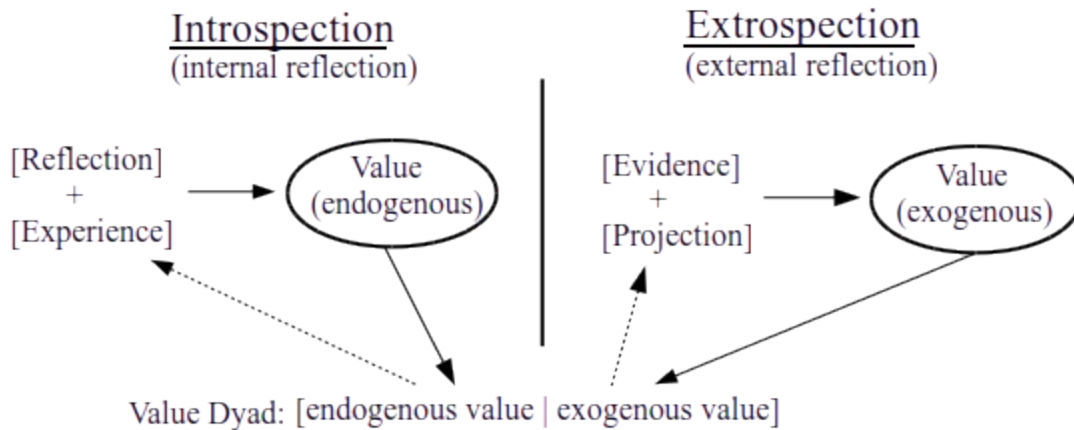 Introspection
(internal reflection)
[Reflection]
+
[Experience]
Value
(endogenous)
Extrospection
(external reflection)
[Evidence]
+
[Projection]
Value
(exogenous)
Value Dyad: [endogenous value | exogenous value]